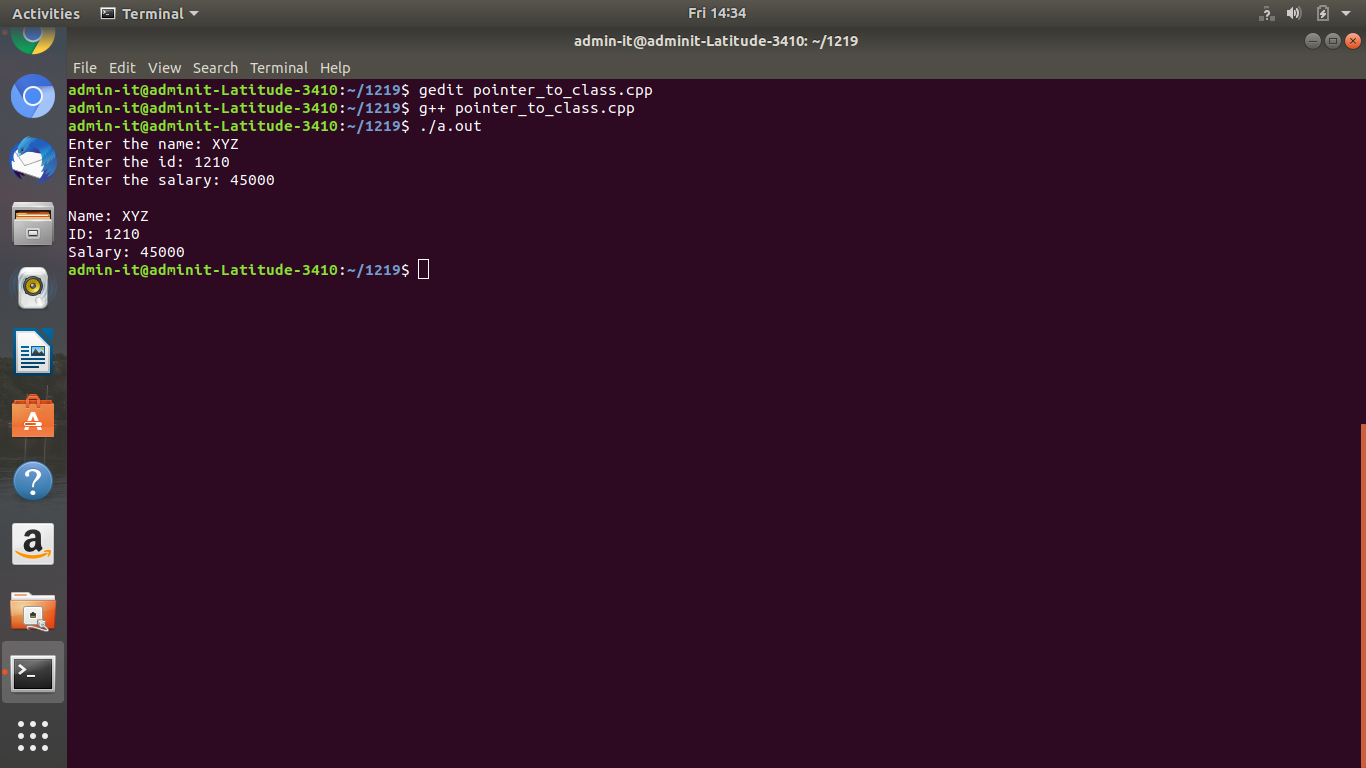 Activities Terminal Fri 14:34
admin-it@adminit-Latitude-3410: ~/1219
File Edit View Search Terminal Help
admin-it@adminit-Latitude-3410:~/1219$ gedit pointer_to_class.cpp
admin-it@adminit-Latitude-3410:~/1219$ g++ pointer_to_class.cpp
admin-it@adminit-Latitude-3410:~/1219$ ./a.out
Enter the name: XYZ
Enter the id: 1210
Enter the salary: 45000

Name: XYZ
ID: 1210
Salary: 45000
admin-it@adminit-Latitude-3410:~/1219$